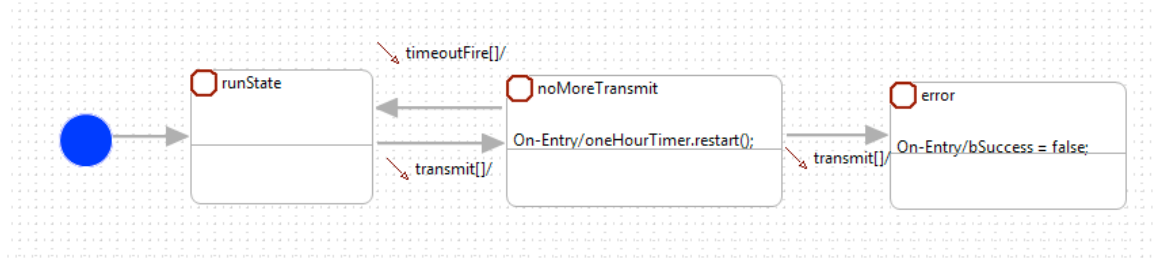 timeoutFire[]/
runState
noMoreTransmit
error
On-Entry/oneHourTimer.restart();
On-Entry/bSuccess = false;
transmit[]/
transmit[]/